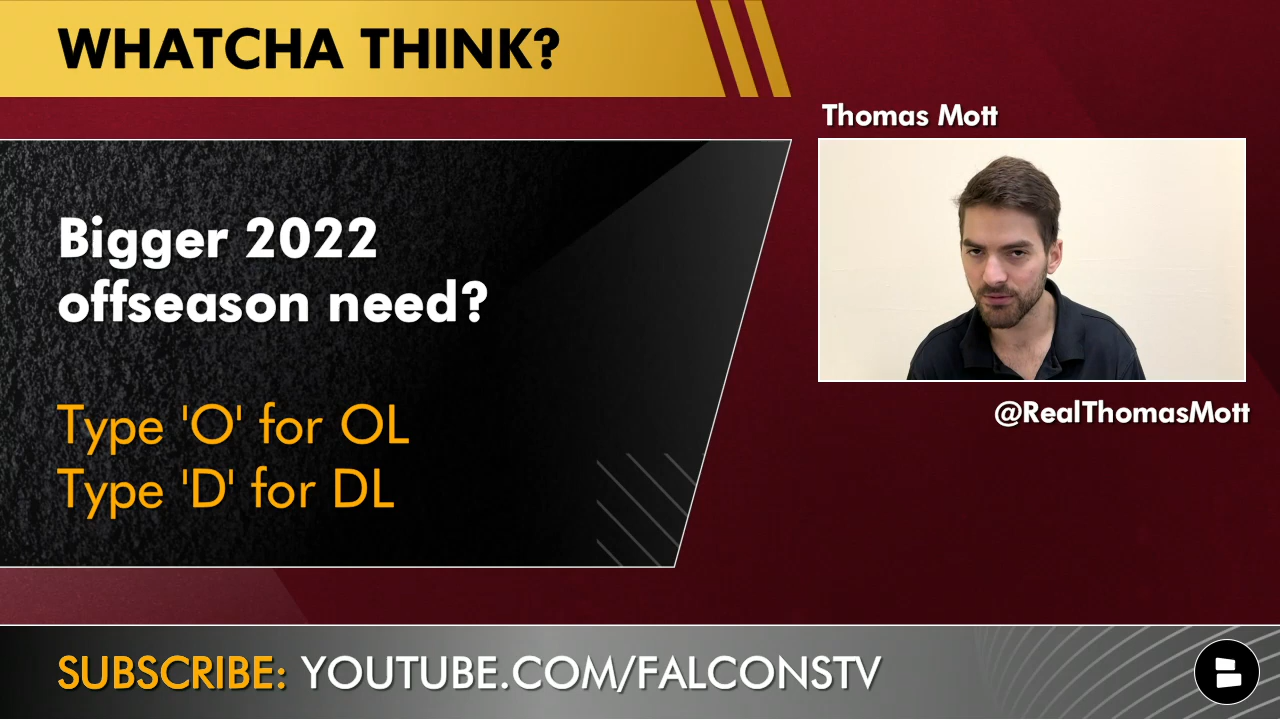 WHATCHA THINK?
Thomas Mott
Bigger 2022
offseason need?
Type 'O' for OL
Type 'D' for DL
@RealThomasMott
SUBSCRIBE: YOUTUBE.COM/FALCONSTV